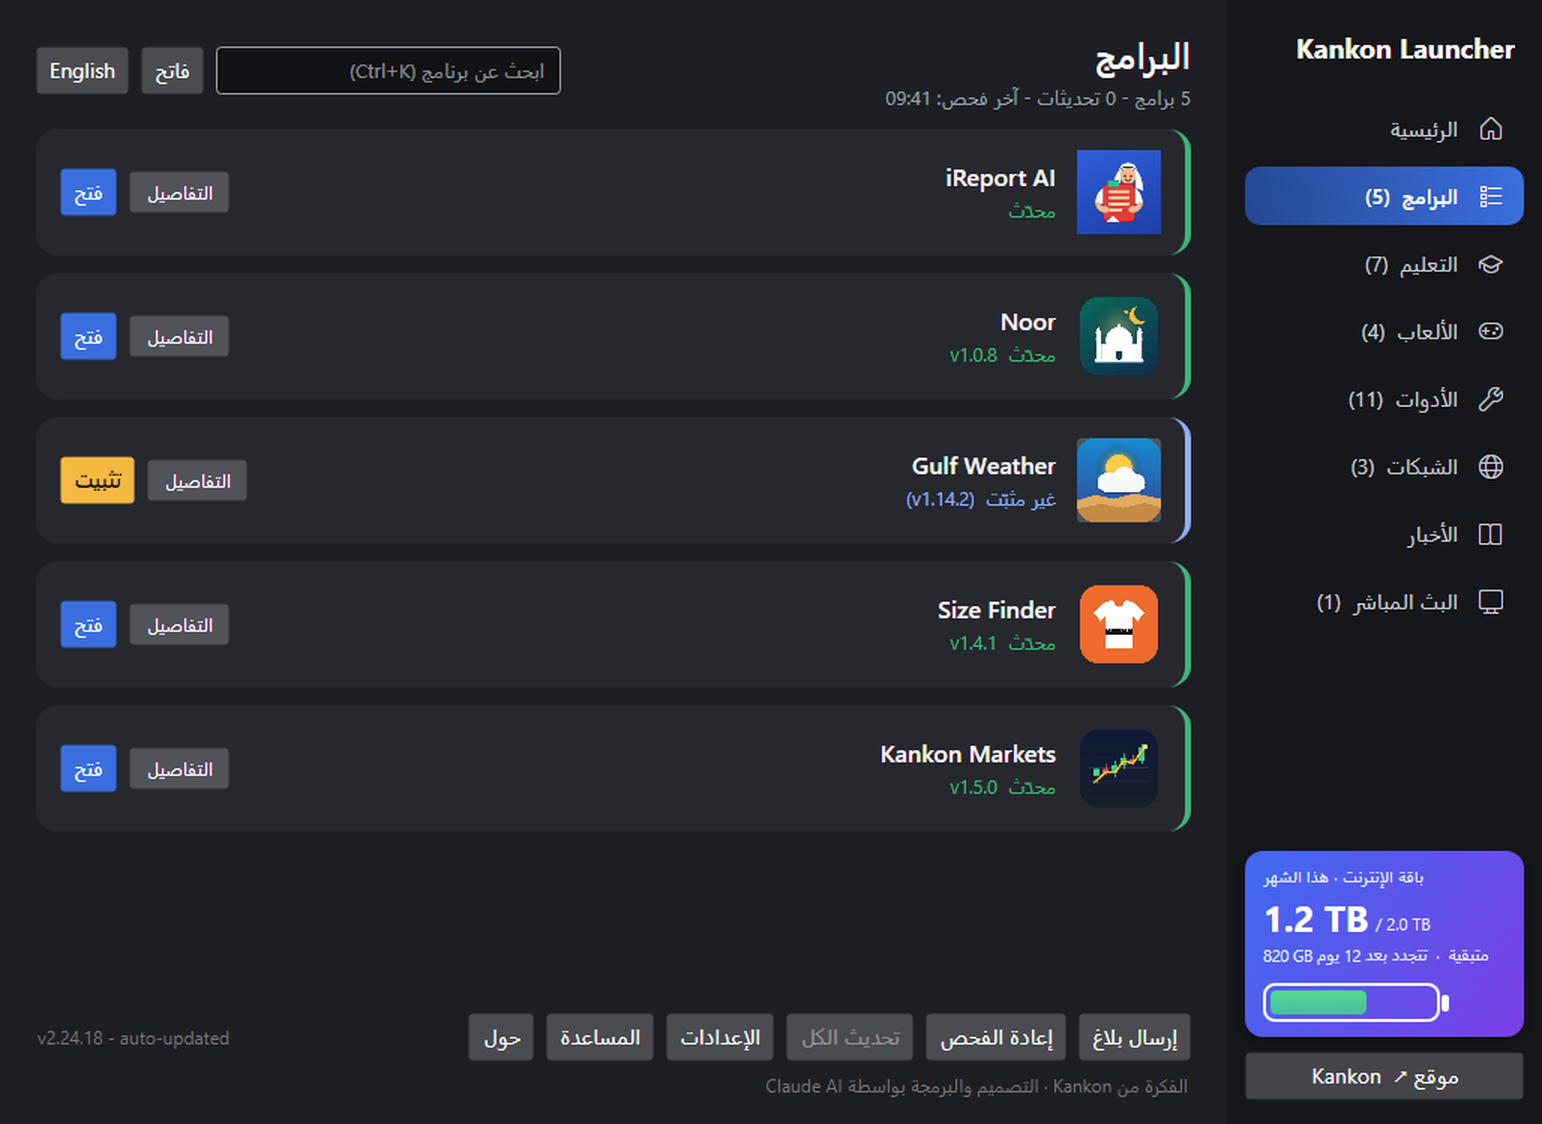 Kankon Launcher
الرئيسية
البرامج (5)
التعليم (7)
الألعاب (4)
الأدوات (11)
الشبكات (3)
الأخبار
البث المباشر (1)
باقة الإنترنت · هذا الشهر
1.2 TB / 2.0 TB
820 GB متبقية · تتجدد بعد 12 يوم
موقع Kankon ↗
البرامج
5 برامج - 0 تحديثات - آخر فحص: 09:41
ابحث عن برنامج (Ctrl+K)
فاتح
English
iReport AI
محدّث
التفاصيل
فتح
Noor
محدّث v1.0.8
التفاصيل
فتح
Gulf Weather
غير مثبّت (v1.14.2)
التفاصيل
تثبيت
Size Finder
محدّث v1.4.1
التفاصيل
فتح
Kankon Markets
محدّث v1.5.0
التفاصيل
فتح
إرسال بلاغ
إعادة الفحص
تحديث الكل
الإعدادات
المساعدة
حول
v2.24.18 - auto-updated
الفكرة من Kankon · التصميم والبرمجة بواسطة Claude AI